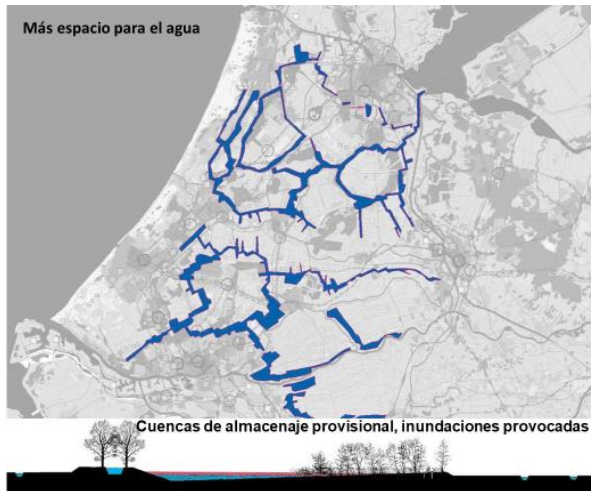 Más espacio para el agua
Cuencas de almacenaje provisional, inundaciones provocadas